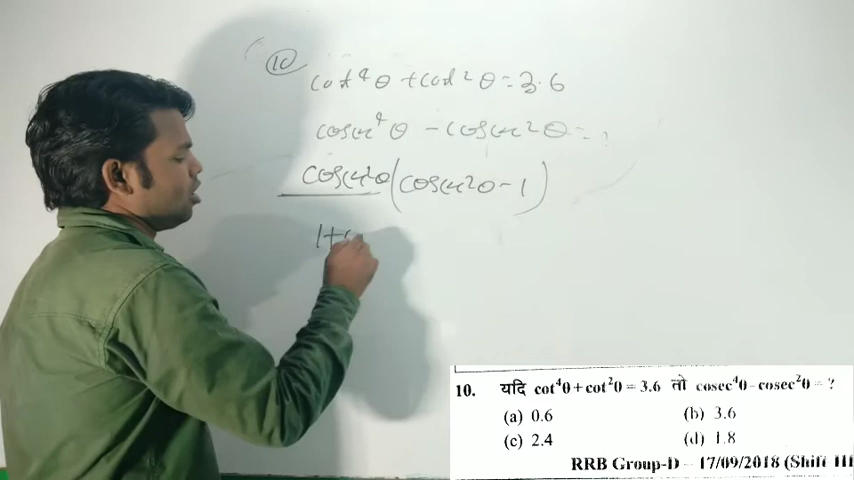 10
cot⁴θ + cot²θ = 3.6
cosec⁴θ - cosec²θ = ?
cosec²θ (cosec²θ - 1)
1 + c
10. यदि cot⁴θ + cot²θ = 3.6 तो cosec⁴θ - cosec²θ = ?
(a) 0.6 (b) 3.6
(c) 2.4 (d) 1.8
RRB Group-D – 17/09/2018 (Shift-III